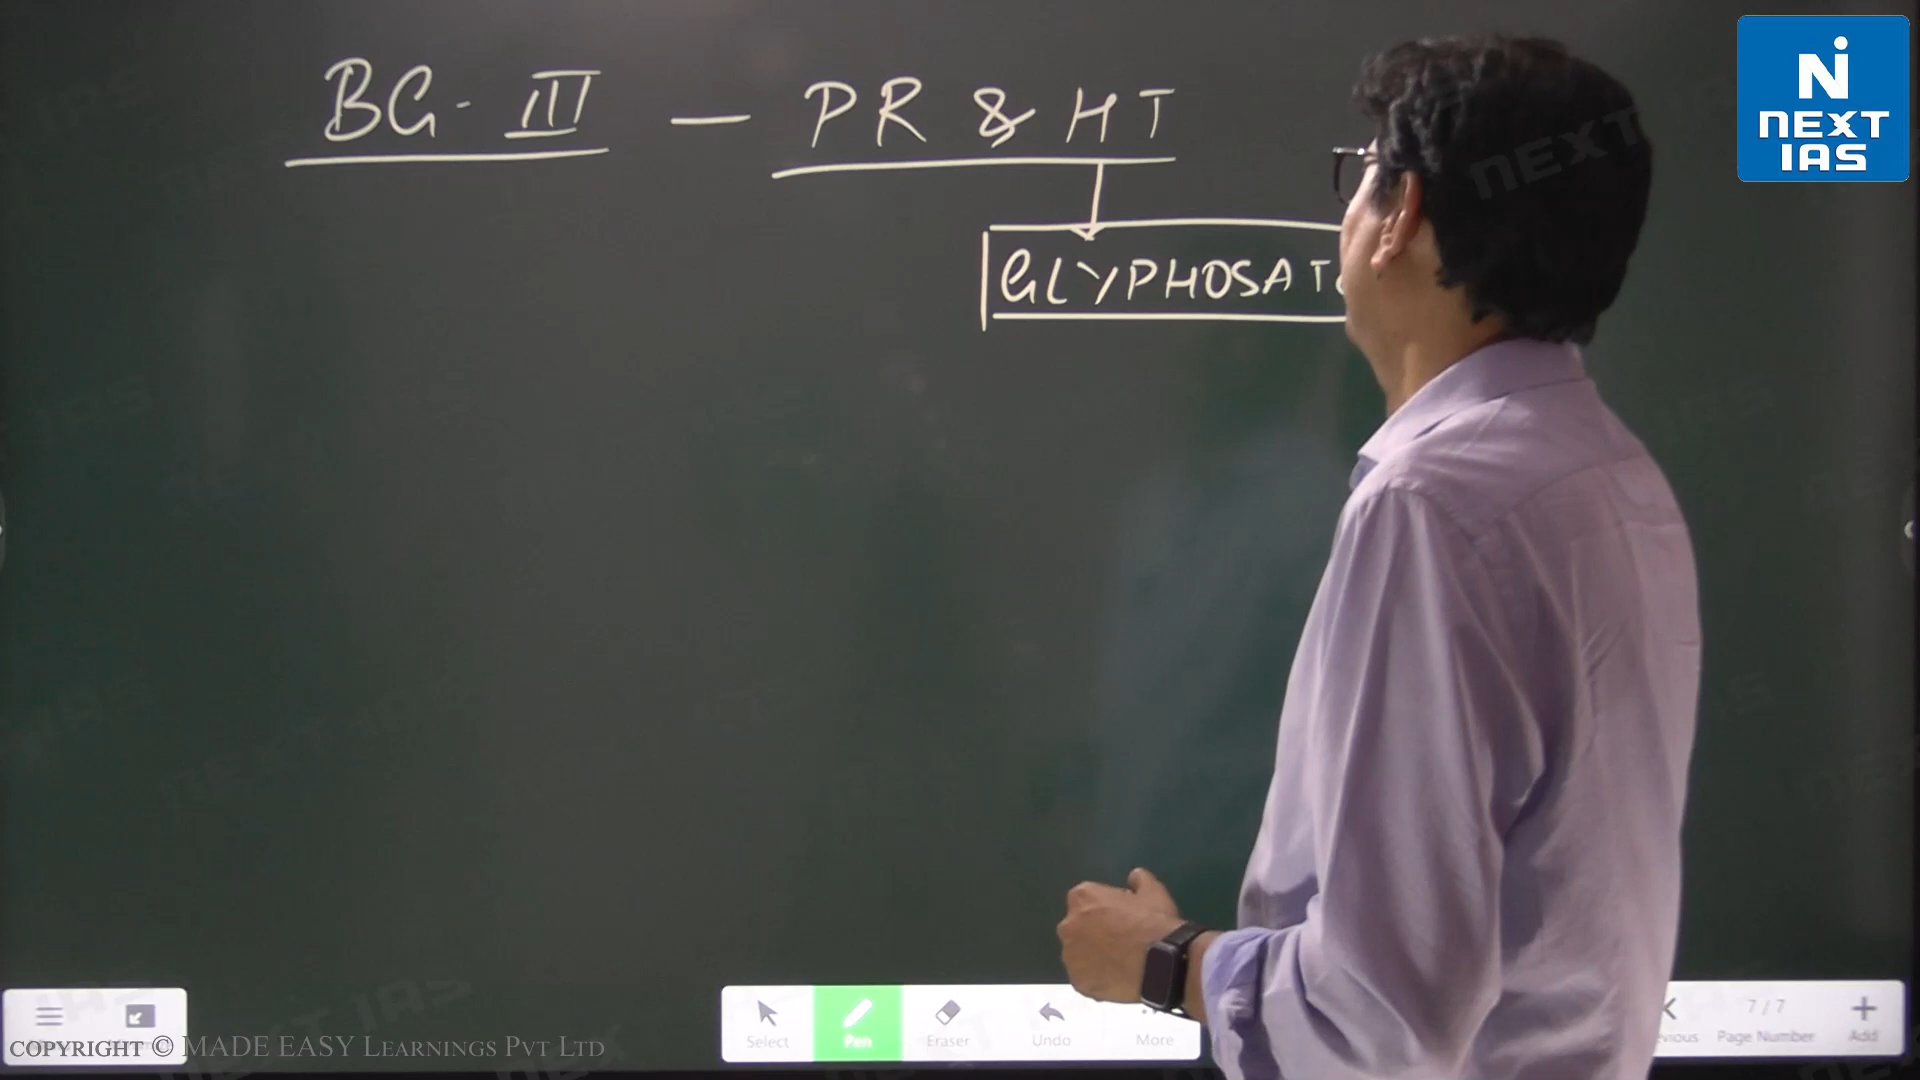 BG-III — PR & HT
GLYPHOSATE
NEXT
IAS
Select
Pen
Eraser
Undo
More
7/7
Page Number
Add
COPYRIGHT © MADE EASY LEARNINGS PVT LTD